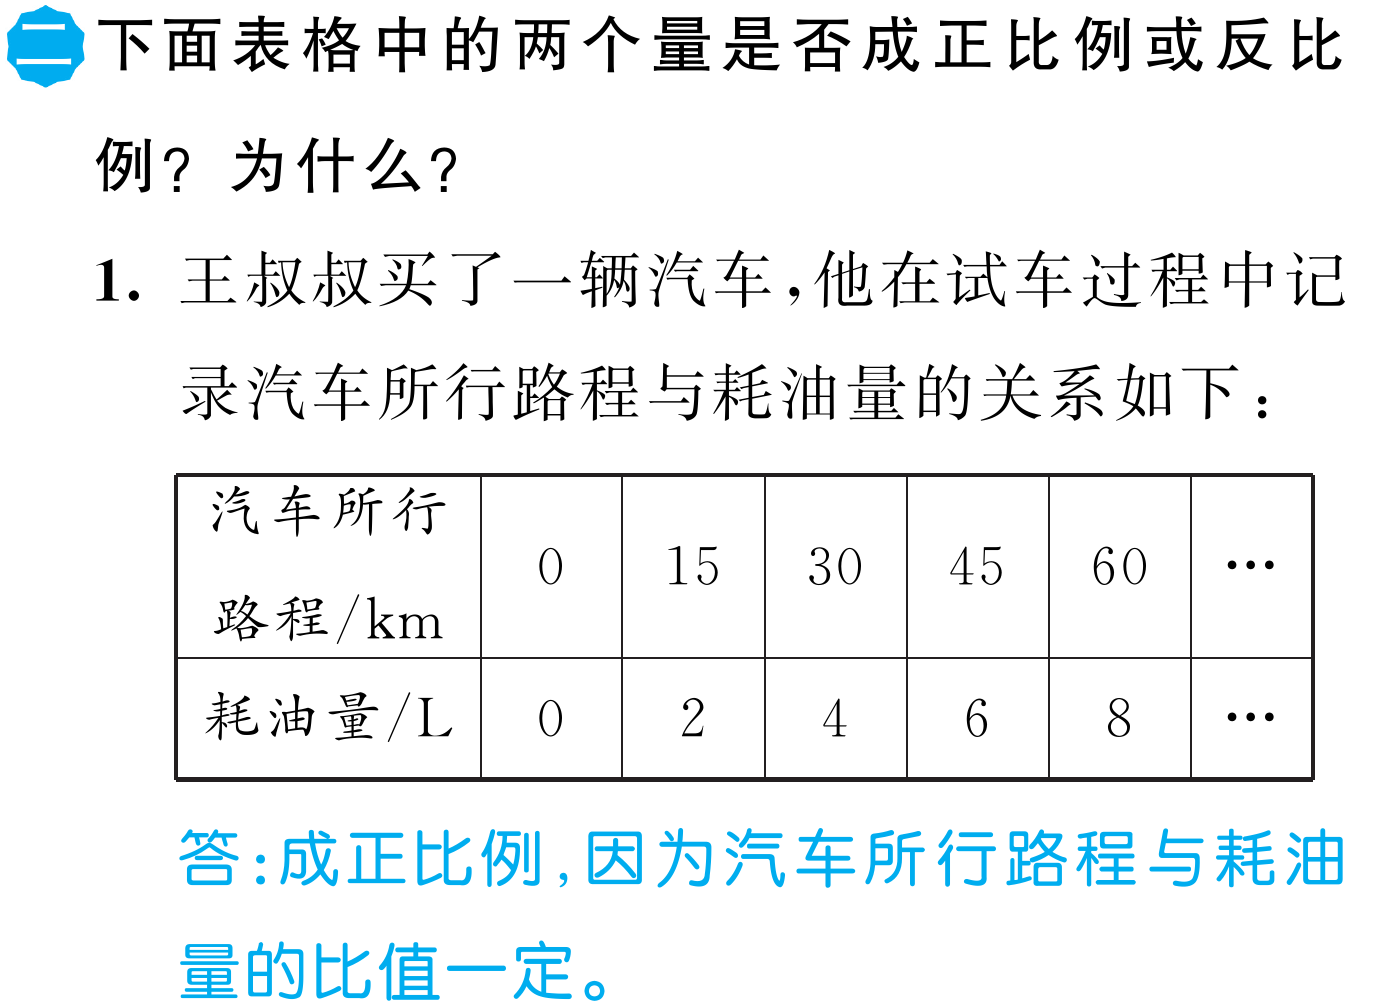 二 下面表格中的两个量是否成正比例或反比
例？为什么？
1. 王叔叔买了一辆汽车，他在试车过程中记
录汽车所行路程与耗油量的关系如下：
汽车所行
路程/km 0 15 30 45 60 …
耗油量/L 0 2 4 6 8 …
答：成正比例，因为汽车所行路程与耗油
量的比值一定。